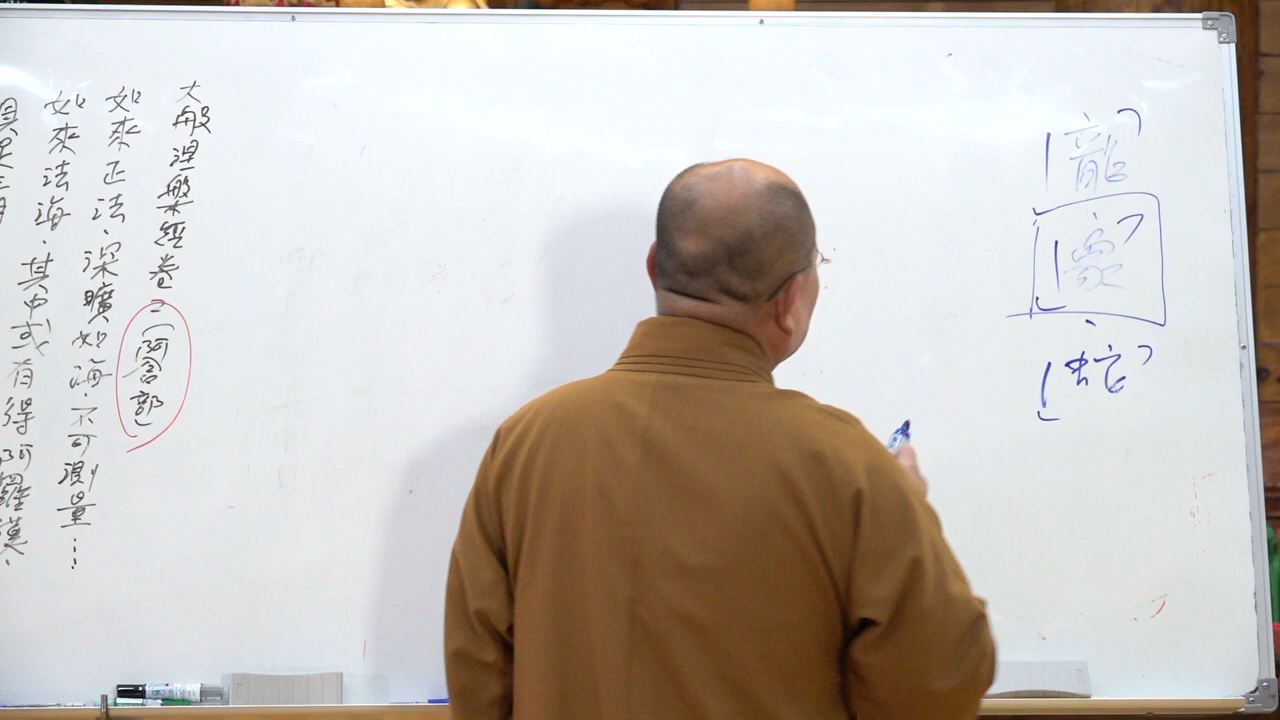 「龍」、
「象」、
「蛇」
大般涅槃經卷二(阿含部)
如來正法、深曠如海、不可測量…
如來法海、其中或有得阿羅漢、